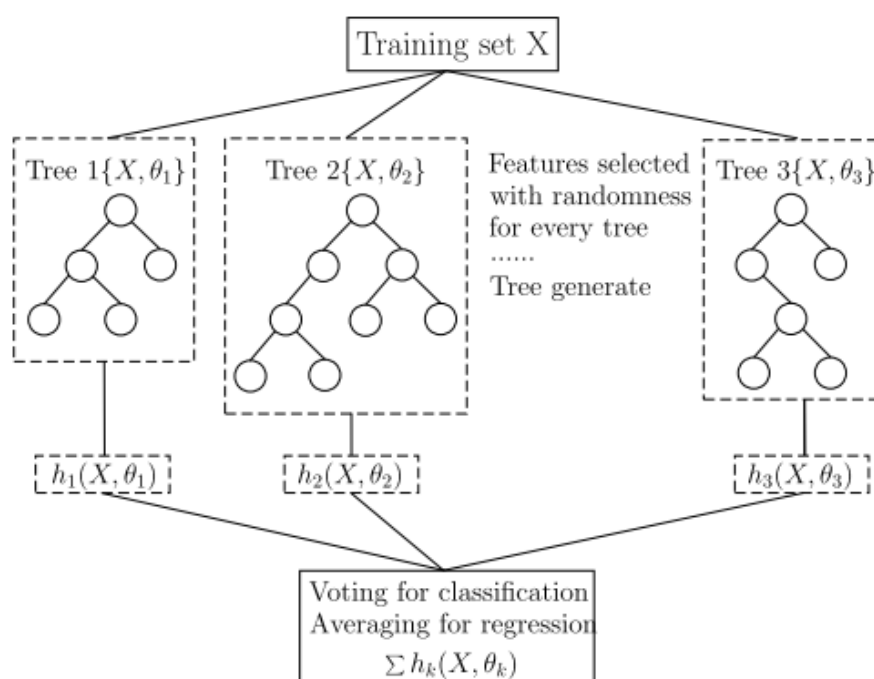 Training set X
Tree 1{X, θ₁}
Tree 2{X, θ₂}
Features selected
with randomness
for every tree
......
Tree generate
Tree 3{X, θ₃}
h₁(X, θ₁)
h₂(X, θ₂)
h₃(X, θ₃)
Voting for classification
Averaging for regression
∑ hₖ(X, θₖ)